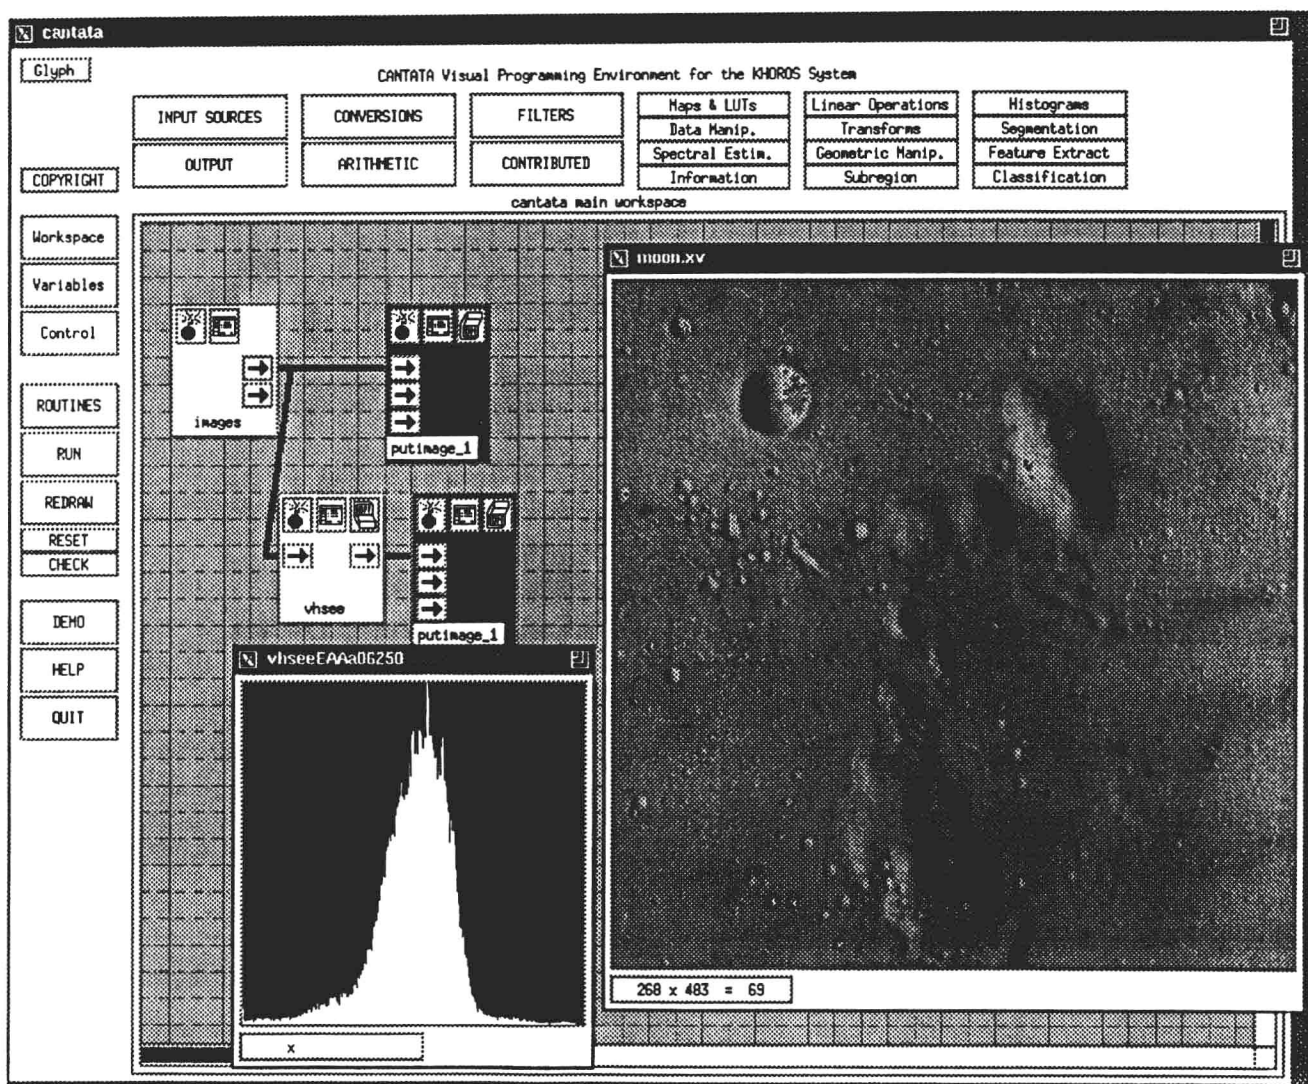 cantata
Glyph
CANTATA Visual Programming Environment for the KHOROS System
INPUT SOURCES
CONVERSIONS
FILTERS
Maps & LUTs
Linear Operations
Histograms
Data Manip.
Transforms
Segmentation
OUTPUT
ARITHMETIC
CONTRIBUTED
Spectral Estim.
Geometric Manip.
Feature Extract
Information
Subregion
Classification
COPYRIGHT
cantata main workspace
Workspace
Variables
Control
ROUTINES
RUN
REDRAW
RESET
CHECK
DEMO
HELP
QUIT
images
putimage_1
vhsee
putimage_1
moon.xv
268 x 483 = 69
vhseeEAAa06250
x